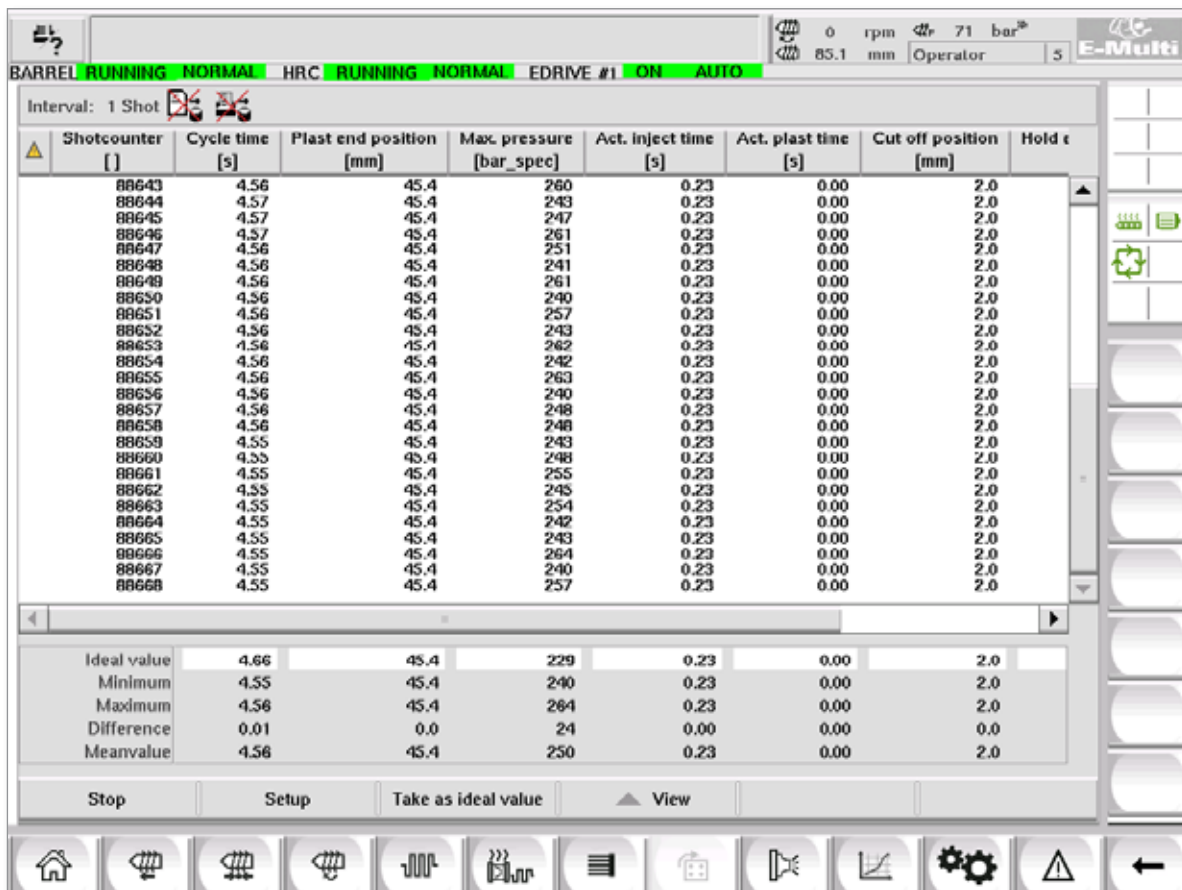 0 rpm 71 bar
85.1 mm Operator 5
E-Multi
BARREL RUNNING NORMAL HRC RUNNING NORMAL EDRIVE #1 ON AUTO
Interval: 1 Shot
Shotcounter Cycle time Plast end position Max. pressure Act. inject time Act. plast time Cut off position Hold e
[] [s] [mm] [bar_spec] [s] [s] [mm]
88643 4.56 45.4 260 0.23 0.00 2.0
88644 4.57 45.4 243 0.23 0.00 2.0
88645 4.57 45.4 247 0.23 0.00 2.0
88646 4.57 45.4 261 0.23 0.00 2.0
88647 4.56 45.4 251 0.23 0.00 2.0
88648 4.56 45.4 241 0.23 0.00 2.0
88649 4.56 45.4 261 0.23 0.00 2.0
88650 4.56 45.4 240 0.23 0.00 2.0
88651 4.56 45.4 257 0.23 0.00 2.0
88652 4.56 45.4 243 0.23 0.00 2.0
88653 4.56 45.4 262 0.23 0.00 2.0
88654 4.56 45.4 242 0.23 0.00 2.0
88655 4.56 45.4 263 0.23 0.00 2.0
88656 4.56 45.4 240 0.23 0.00 2.0
88657 4.56 45.4 248 0.23 0.00 2.0
88658 4.56 45.4 248 0.23 0.00 2.0
88659 4.55 45.4 243 0.23 0.00 2.0
88660 4.55 45.4 248 0.23 0.00 2.0
88661 4.55 45.4 255 0.23 0.00 2.0
88662 4.55 45.4 245 0.23 0.00 2.0
88663 4.55 45.4 254 0.23 0.00 2.0
88664 4.55 45.4 242 0.23 0.00 2.0
88665 4.55 45.4 243 0.23 0.00 2.0
88666 4.55 45.4 264 0.23 0.00 2.0
88667 4.55 45.4 240 0.23 0.00 2.0
88668 4.55 45.4 257 0.23 0.00 2.0
Ideal value 4.66 45.4 229 0.23 0.00 2.0
Minimum 4.55 45.4 240 0.23 0.00 2.0
Maximum 4.56 45.4 264 0.23 0.00 2.0
Difference 0.01 0.0 24 0.00 0.00 0.0
Meanvalue 4.56 45.4 250 0.23 0.00 2.0
Stop Setup Take as ideal value View